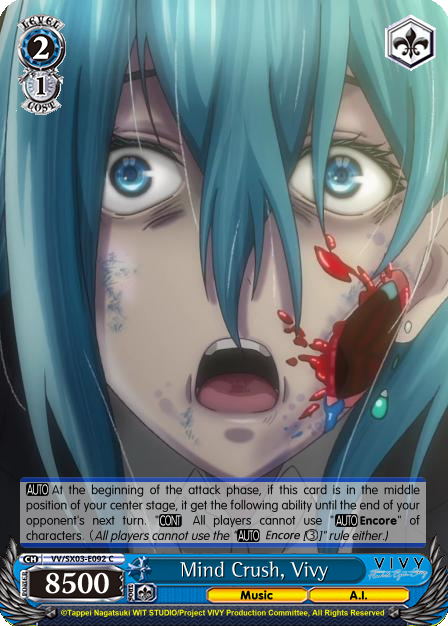 LEVEL
2
1
COST
AUTO At the beginning of the attack phase, if this card is in the middle
position of your center stage, it get the following ability until the end of your
opponent's next turn. "CONT All players cannot use "AUTO Encore" of
characters. (All players cannot use the "AUTO Encore [③]" rule either.)
CH VV/SX03-E092 C
POWER
8500
SOUL
Mind Crush, Vivy
VIVY
Music
A.I.
©Tappei Nagatsuki WIT STUDIO/Project VIVY Production Committee, All Rights Reserved